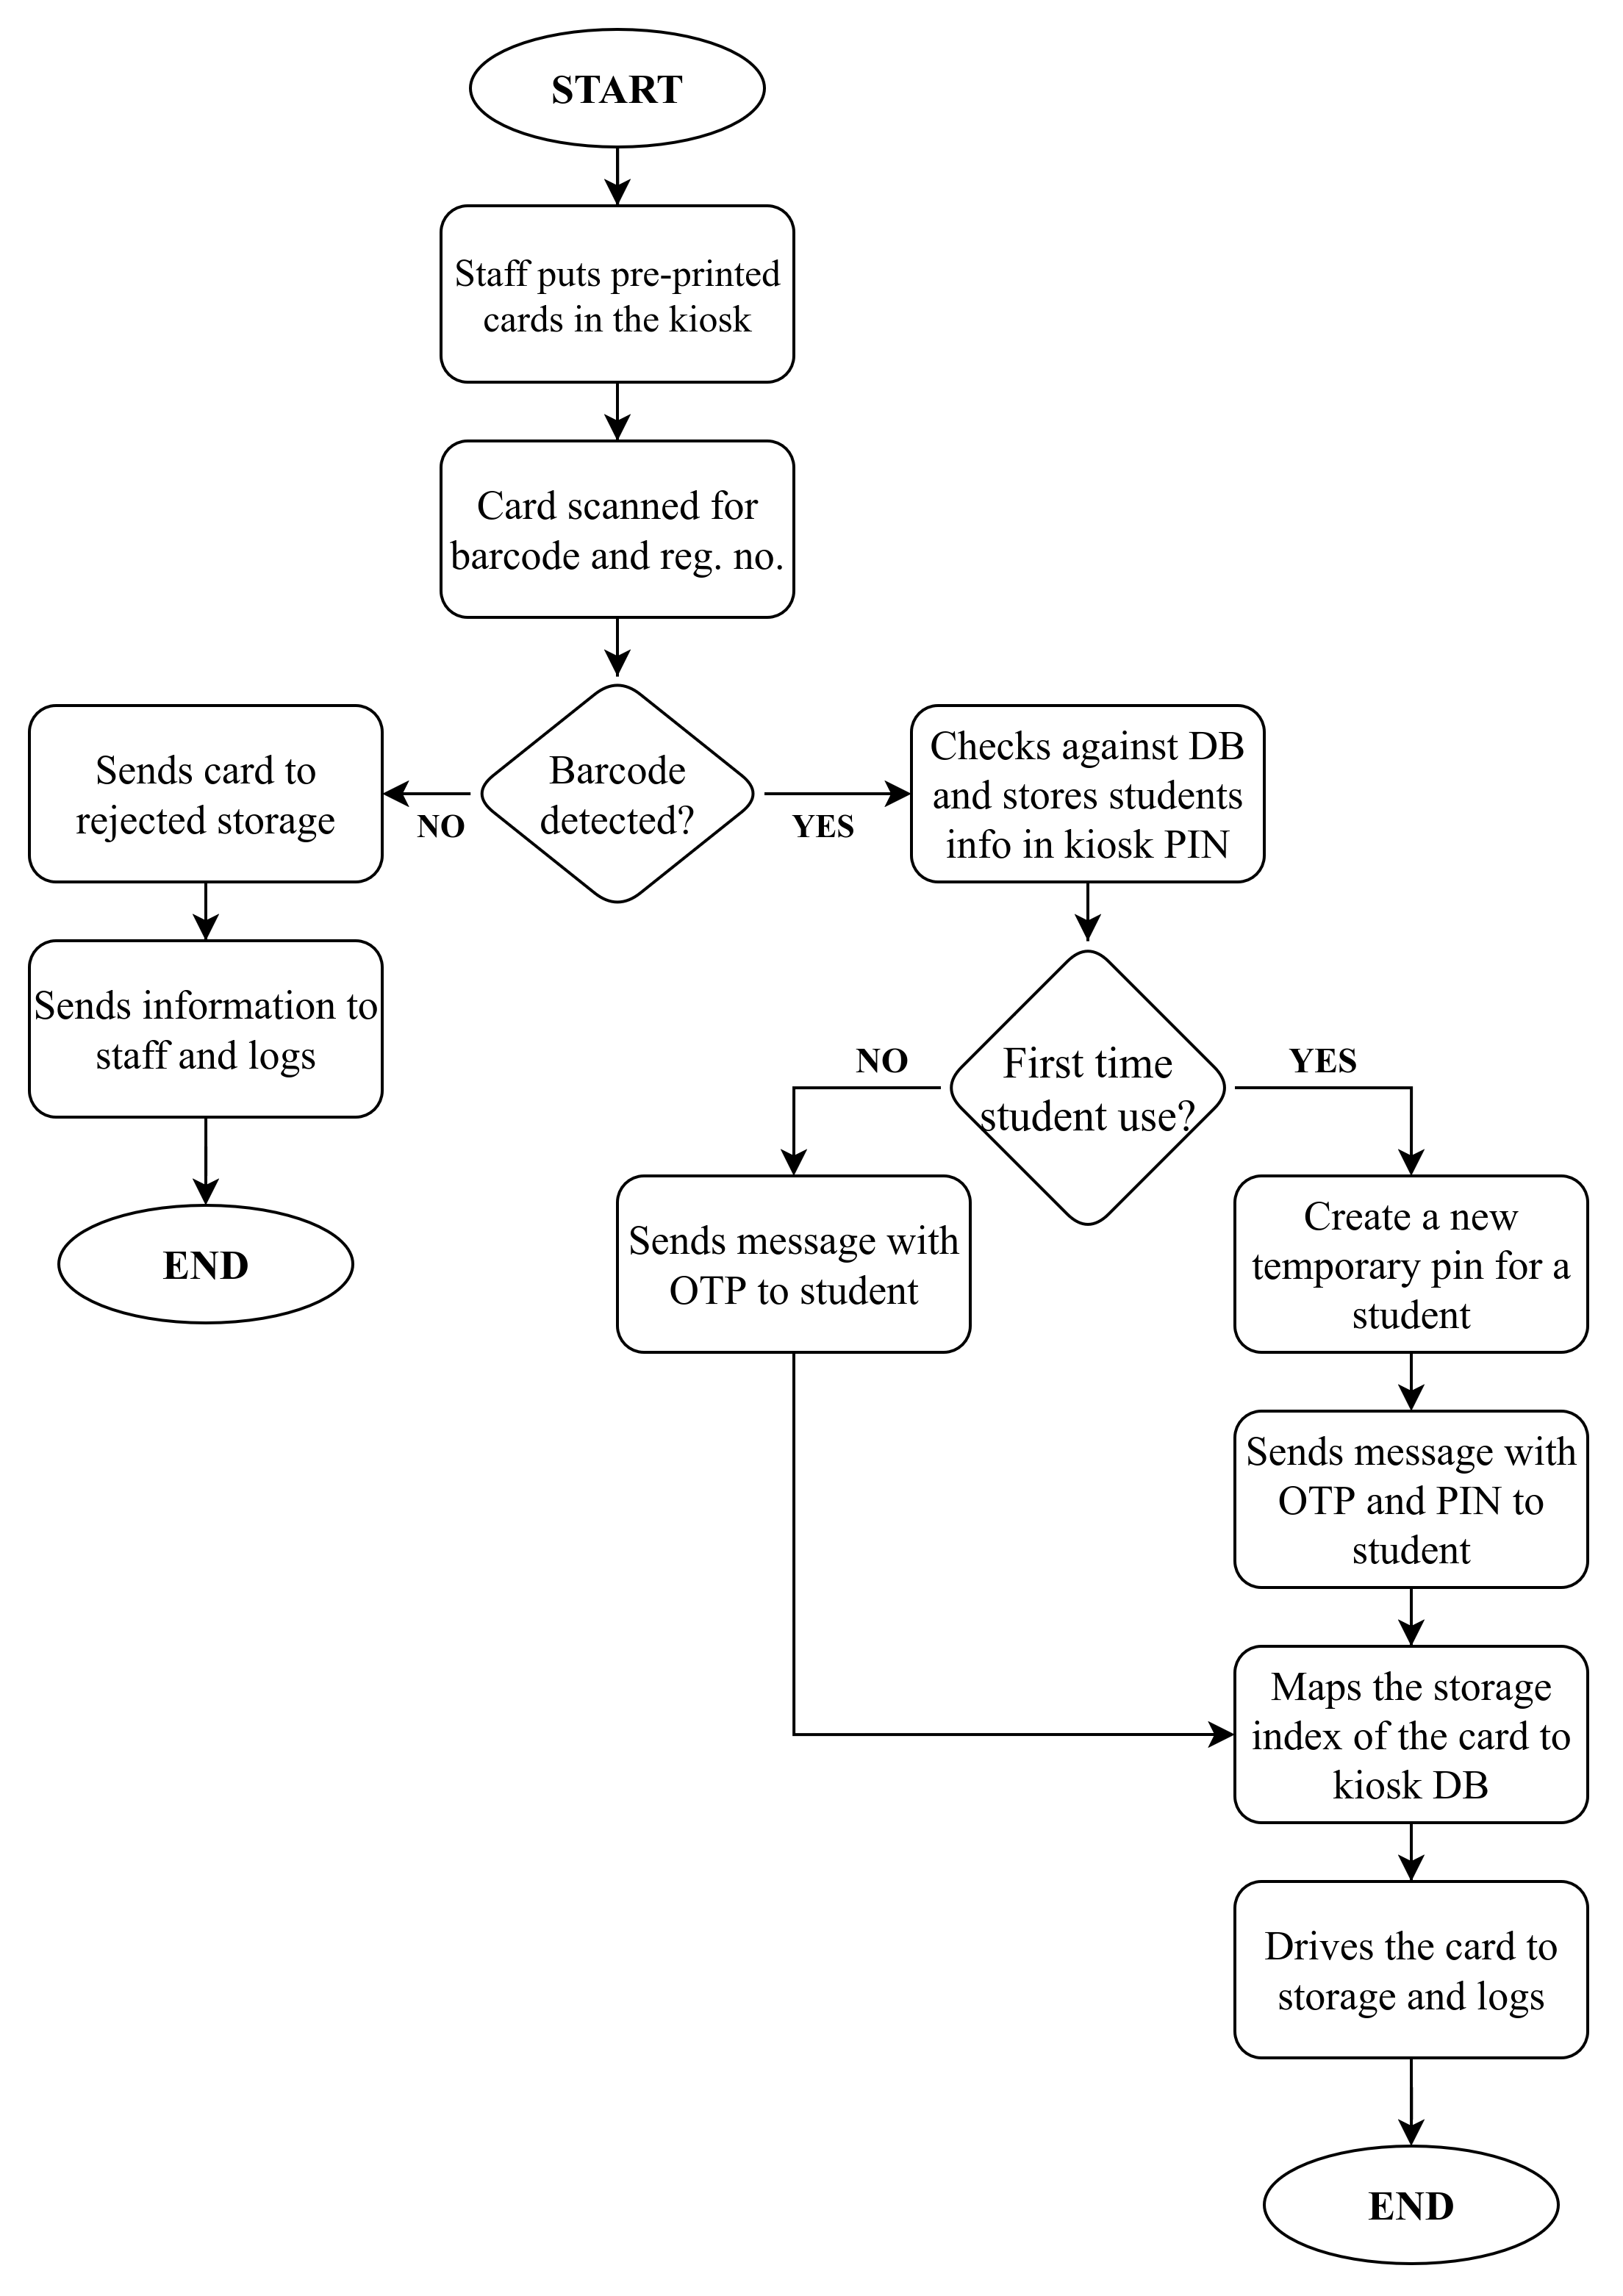 START
Staff puts pre-printed
cards in the kiosk
Card scanned for
barcode and reg. no.
Barcode
detected?
NO
YES
Sends card to
rejected storage
Sends information to
staff and logs
END
Checks against DB
and stores students
info in kiosk PIN
First time
student use?
NO
YES
Sends message with
OTP to student
Create a new
temporary pin for a
student
Sends message with
OTP and PIN to
student
Maps the storage
index of the card to
kiosk DB
Drives the card to
storage and logs
END